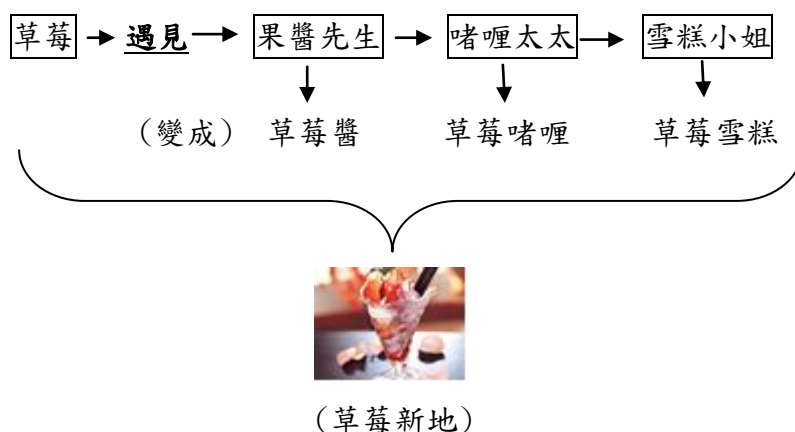 草莓 遇見 果醬先生 啫喱太太 雪糕小姐
（變成） 草莓醬 草莓啫喱 草莓雪糕
（草莓新地）